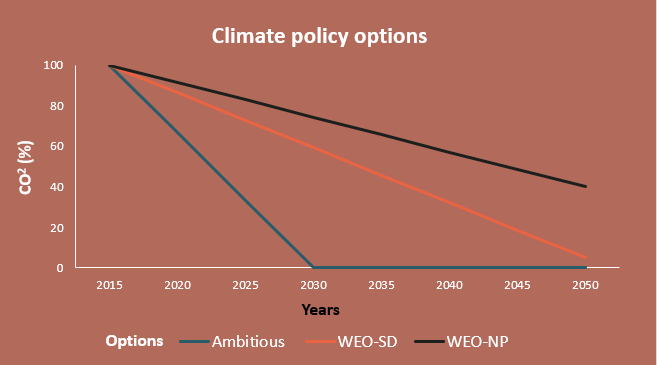 Climate policy options
CO² (%)
100
80
60
40
20
0
2015 2020 2025 2030 2035 2040 2045 2050
Years
Options Ambitious WEO-SD WEO-NP